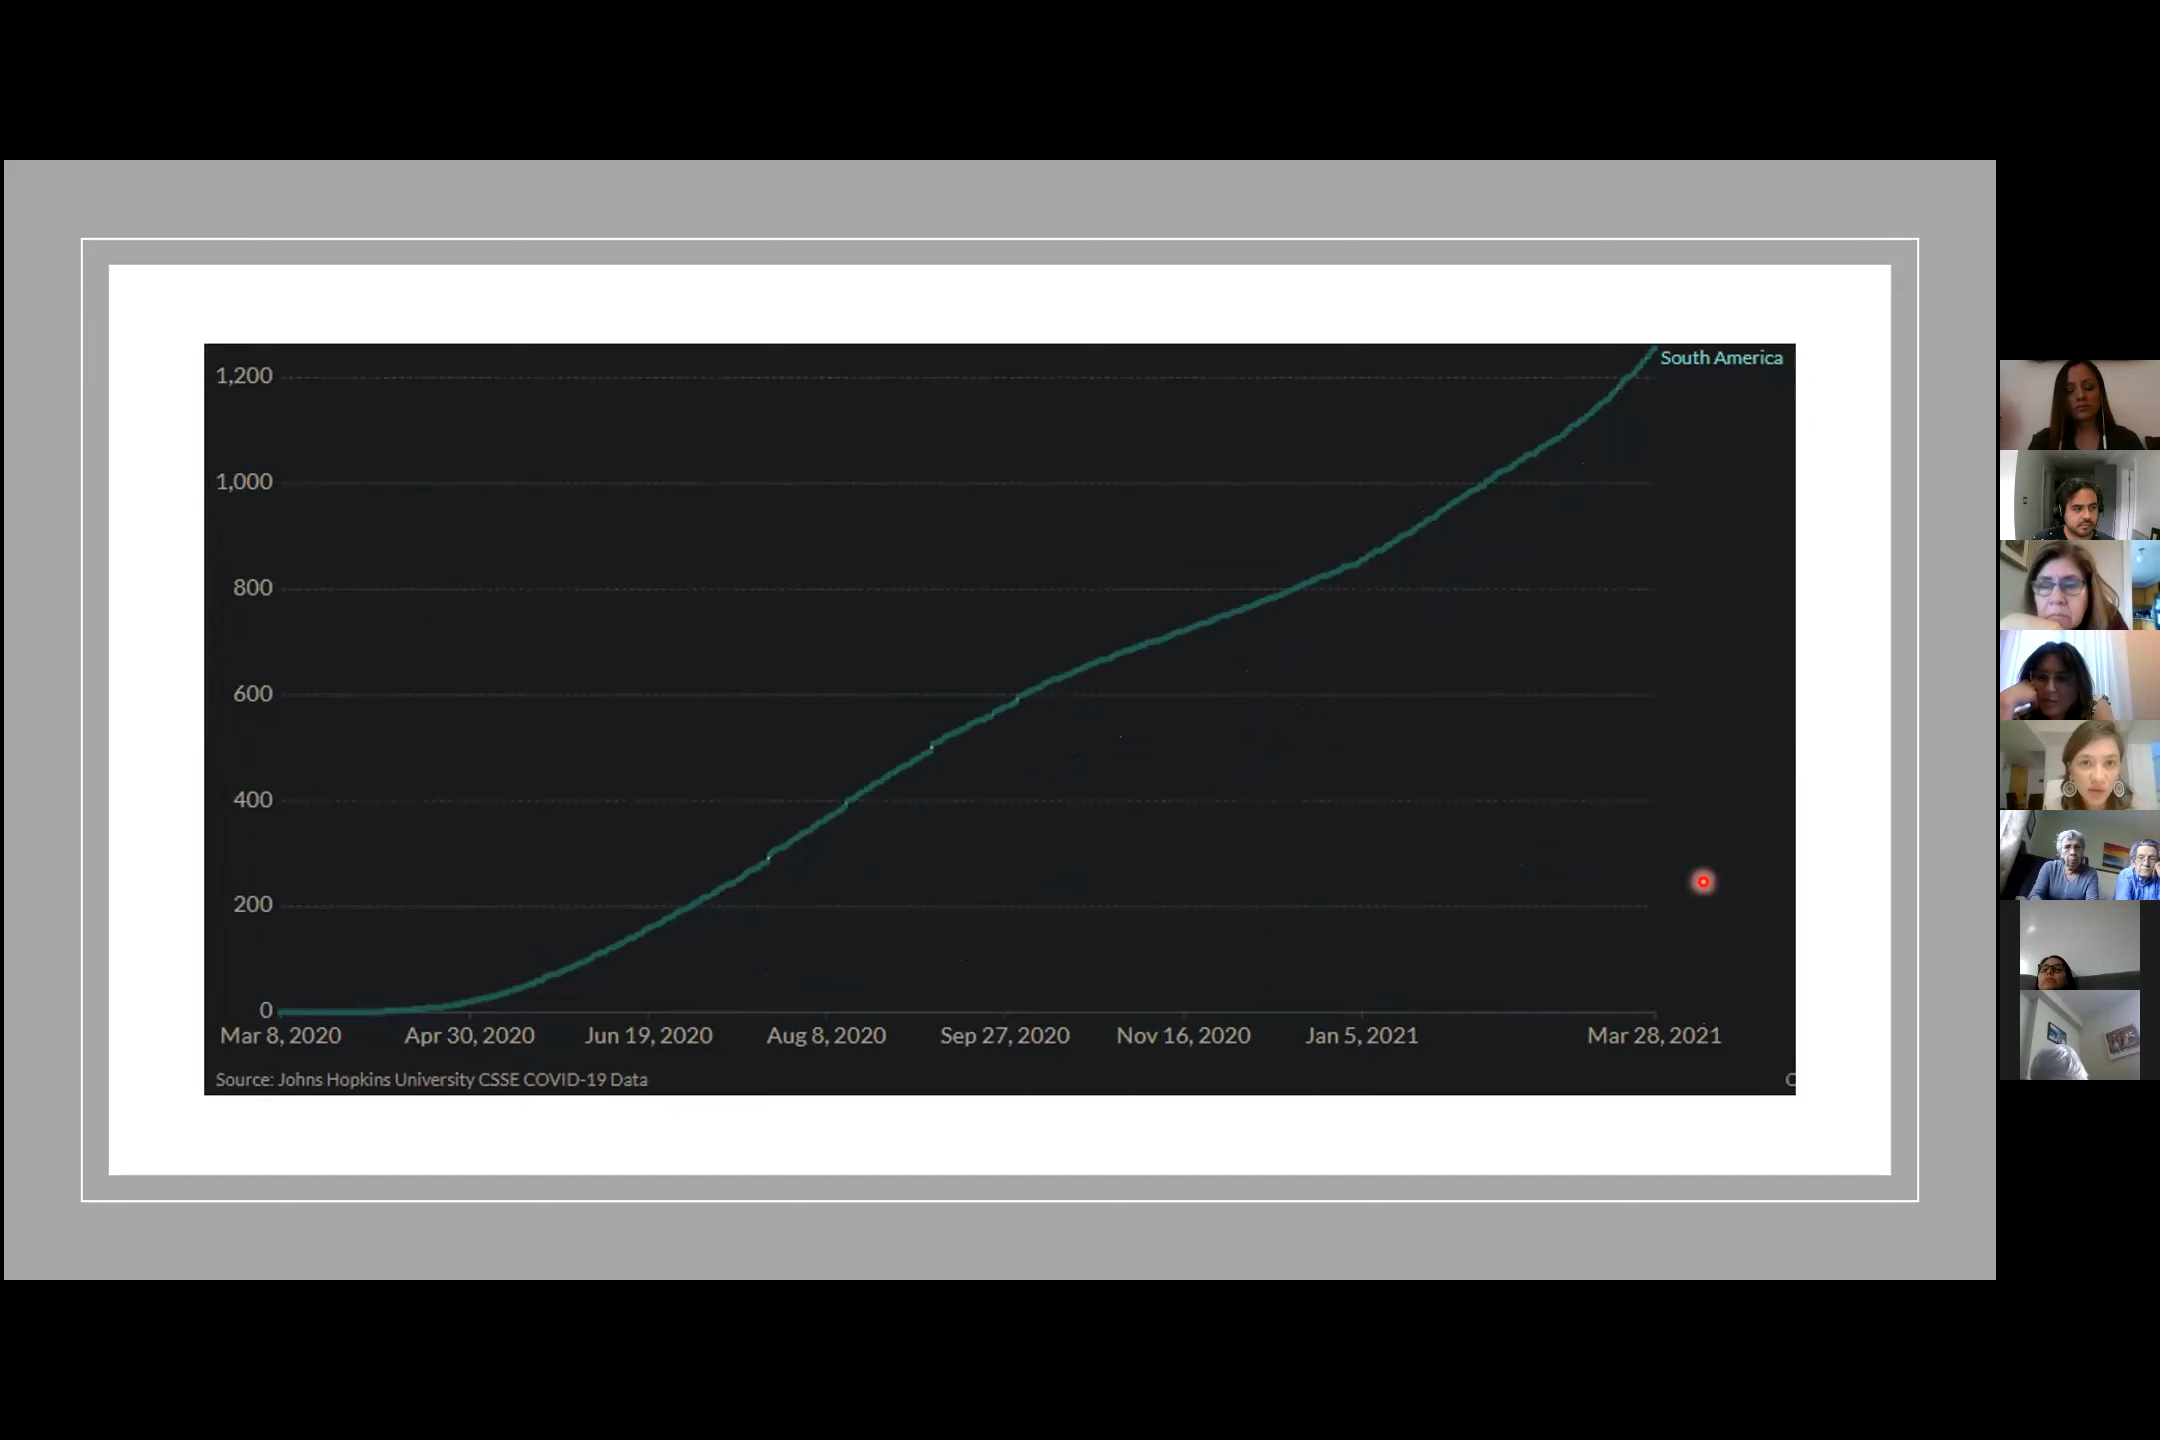 1,200
South America
1,000
800
600
400
200
0
Mar 8, 2020 Apr 30, 2020 Jun 19, 2020 Aug 8, 2020 Sep 27, 2020 Nov 16, 2020 Jan 5, 2021 Mar 28, 2021
Source: Johns Hopkins University CSSE COVID-19 Data